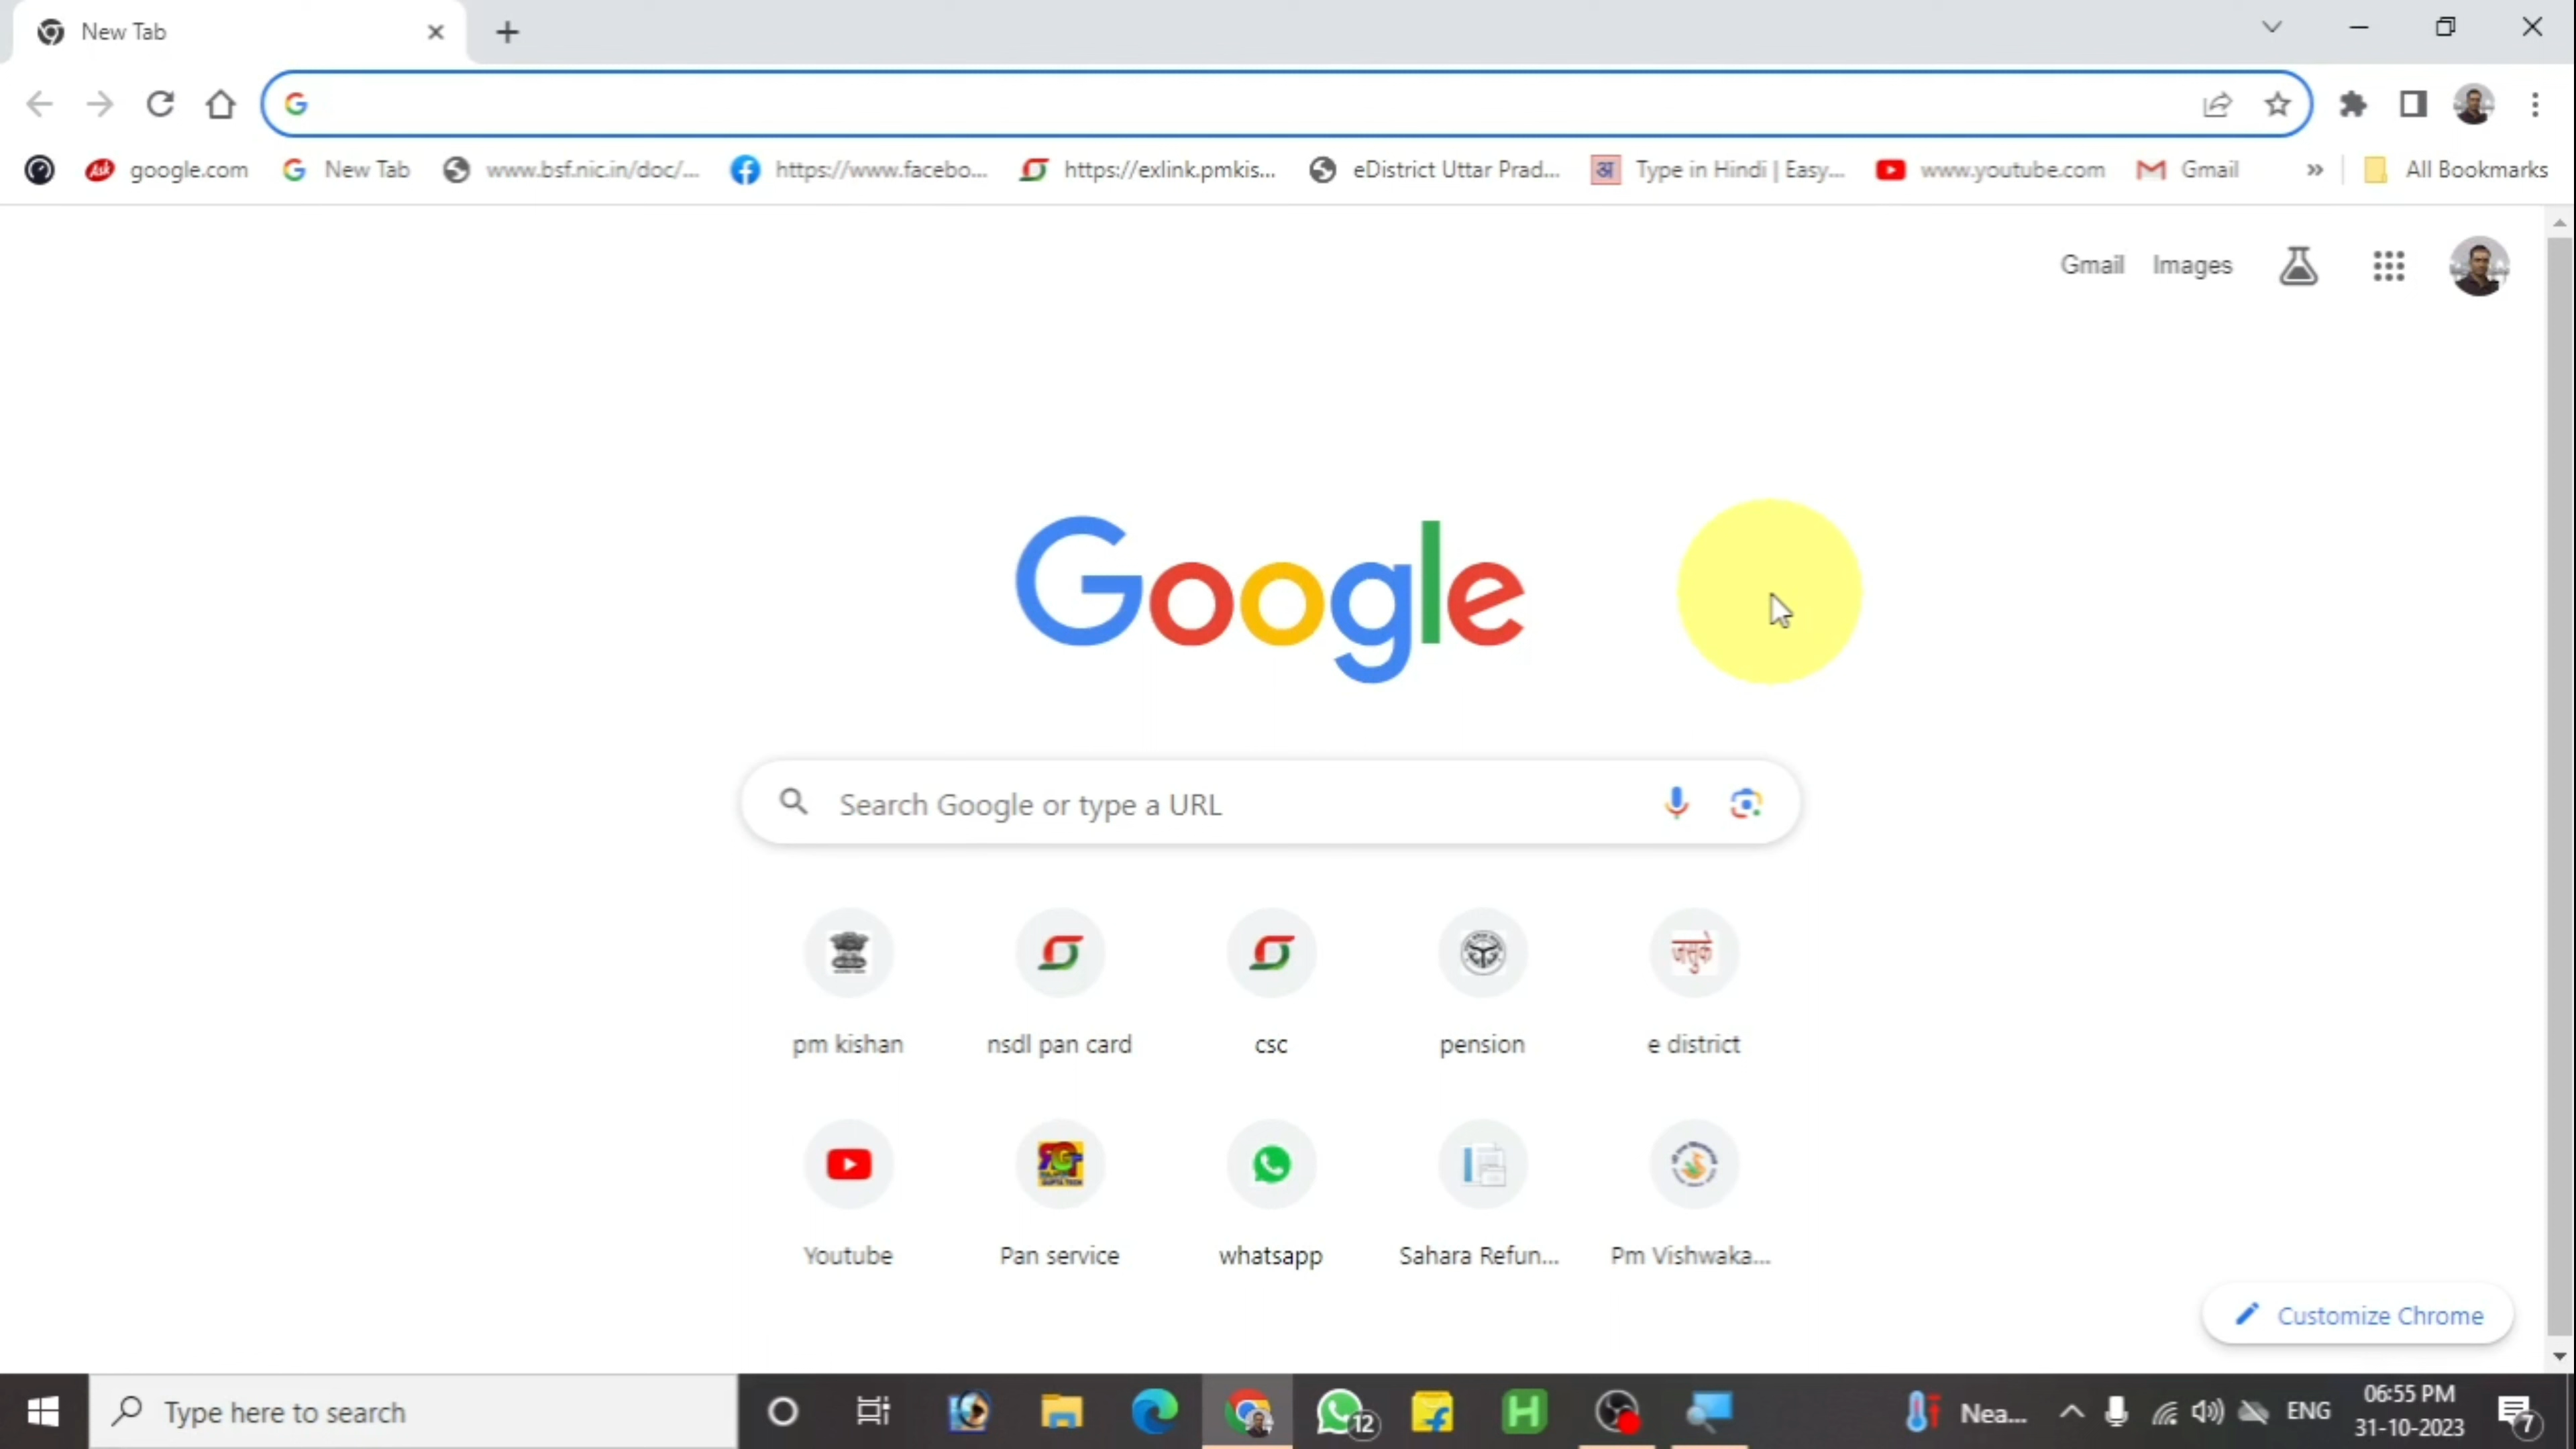 New Tab
google.com
New Tab
www.bsf.nic.in/doc/...
https://www.facebo...
https://exlink.pmkis...
eDistrict Uttar Prad...
अ
Type in Hindi | Easy...
www.youtube.com
Gmail
»
All Bookmarks
Gmail
Images
Google
Search Google or type a URL
जसुके
pm kishan
nsdl pan card
csc
pension
e district
Youtube
Pan service
whatsapp
Sahara Refun...
Pm Vishwaka...
Customize Chrome
Type here to search
12
H
Nea...
ENG
06:55 PM
31-10-2023
7